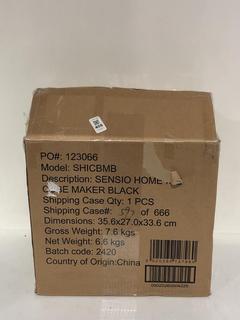 PO#: 123066
Model: SHICBMB
Description: SENSIO HOME
MAKER BLACK
Shipping Case Qty: 1 PCS
Shipping Case#: of 666
Dimensions: 35.6x27.0x33.6 cm
Gross Weight: 7.6 kg
Net Weight: 6.6 kgs
Batch code: 2420
Country of Origin:China